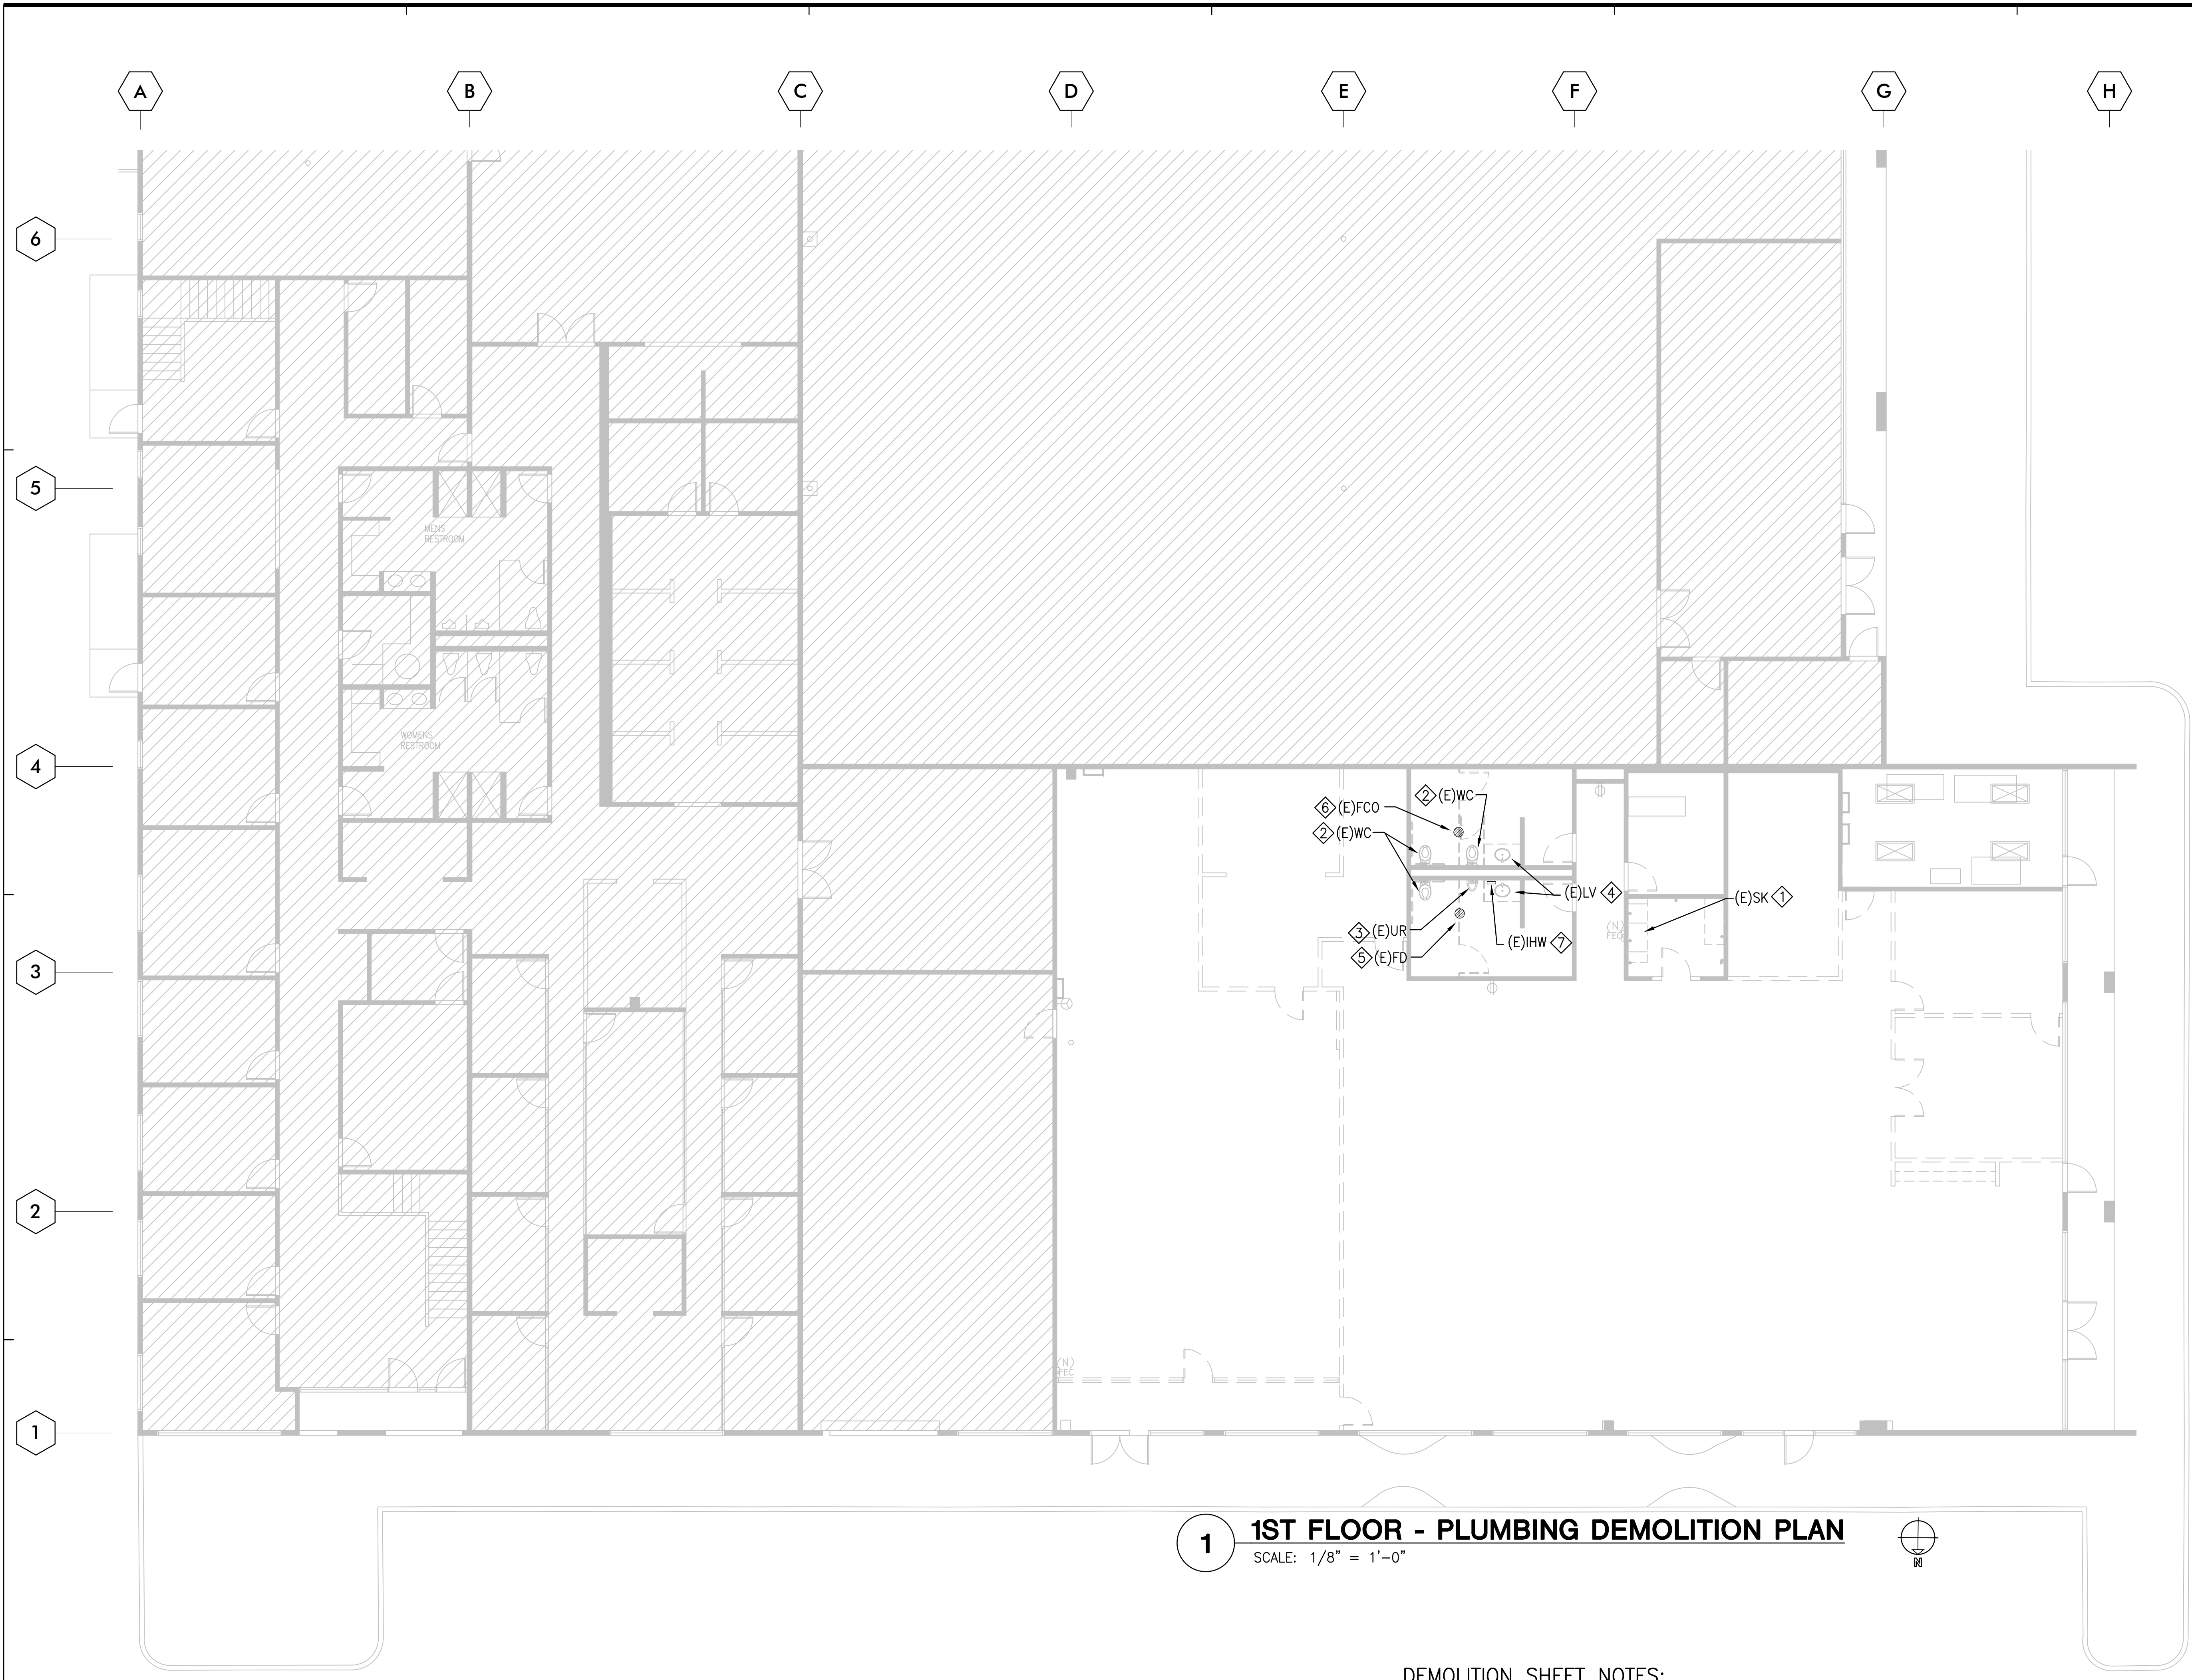 A
B
C
D
E
F
G
H
6
5
4
3
2
1
MENS
RESTROOM
WOMENS
RESTROOM
2 (E)WC
6 (E)FCO
2 (E)WC
(E)LV 4
(E)SK 1
3 (E)UR
(E)IHW 7
5 (E)FD
(N)
FEC
(N)
FEC
1
1ST FLOOR - PLUMBING DEMOLITION PLAN
SCALE: 1/8" = 1'-0"
N
DEMOLITION SHEET NOTES: